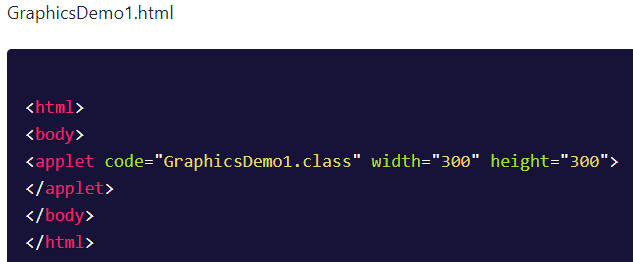 GraphicsDemo1.html
<html>
<body>
<applet code="GraphicsDemo1.class" width="300" height="300">
</applet>
</body>
</html>